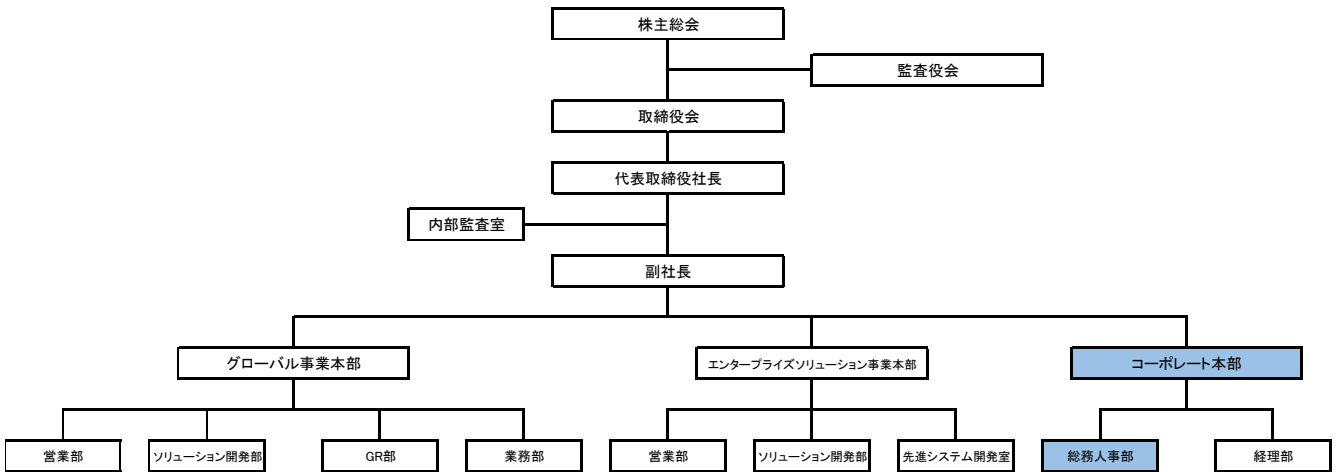 株主総会
監査役会
取締役会
代表取締役社長
内部監査室
副社長
グローバル事業本部
エンタープライズソリューション事業本部
コーポレート本部
営業部
ソリューション開発部
GR部
業務部
営業部
ソリューション開発部
先進システム開発室
総務人事部
経理部